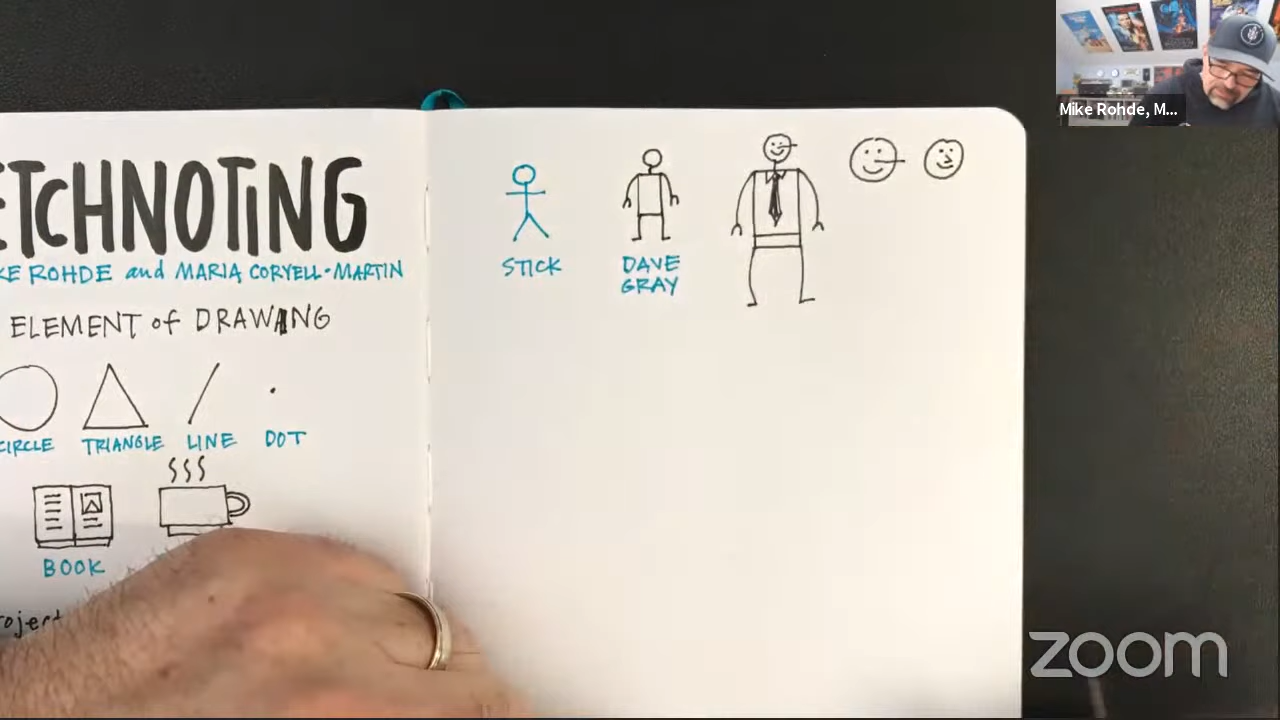 ETCHNOTING
KE ROHDE and MARIA CORYELL-MARTIN
ELEMENT of DRAWING
CIRCLE TRIANGLE LINE DOT
BOOK
roject
STICK
DAVE
GRAY
Mike Rohde, M...
zoom